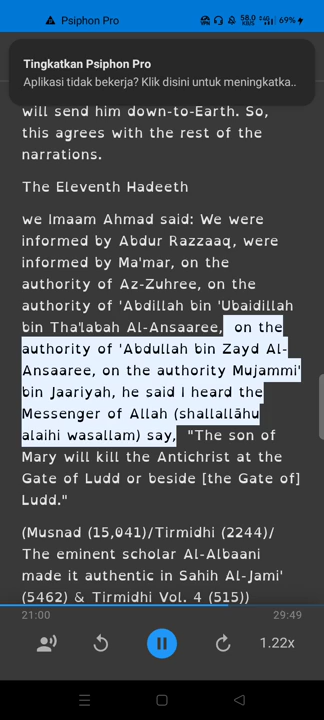 Psiphon Pro
58.0 KB/S
69%
Tingkatkan Psiphon Pro
Aplikasi tidak bekerja? Klik disini untuk meningkatka..
will send him down-to-Earth. So,
this agrees with the rest of the
narrations.
The Eleventh Hadeeth
we Imaam Ahmad said: We were
informed by Abdur Razzaaq, were
informed by Ma'mar, on the
authority of Az-Zuhree, on the
authority of 'Abdillah bin 'Ubaidillah
bin Tha'labah Al-Ansaaree, on the
authority of 'Abdullah bin Zayd Al-
Ansaaree, on the authority Mujammi'
bin Jaariyah, he said I heard the
Messenger of Allah (shallallāhu
alaihi wasallam) say, "The son of
Mary will kill the Antichrist at the
Gate of Ludd or beside [the Gate of]
Ludd."
(Musnad (15,041)/Tirmidhi (2244)/
The eminent scholar Al-Albaani
made it authentic in Sahih Al-Jami'
(5462) & Tirmidhi Vol. 4 (515))
21:00
29:49
1.22x